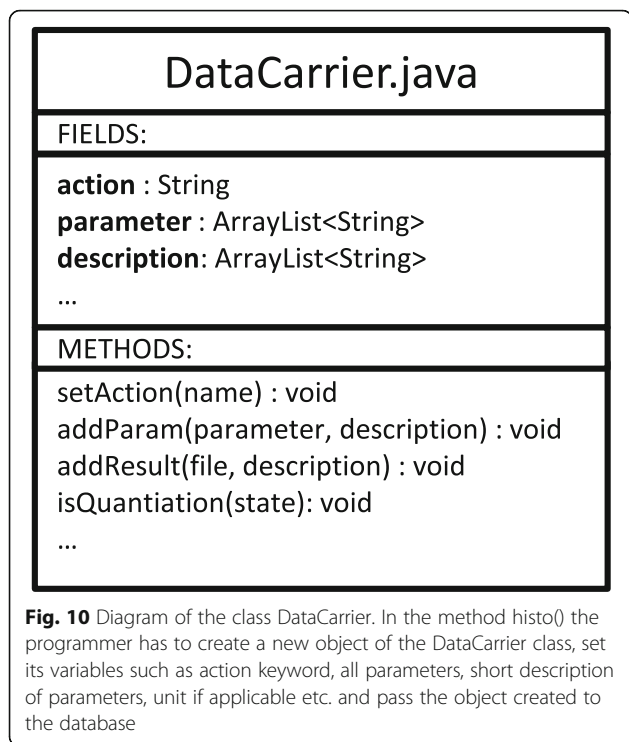 DataCarrier.java
FIELDS:
action : String
parameter : ArrayList<String>
description: ArrayList<String>
...
METHODS:
setAction(name) : void
addParam(parameter, description) : void
addResult(file, description) : void
isQuantiation(state): void
...
Fig. 10 Diagram of the class DataCarrier. In the method histo() the
programmer has to create a new object of the DataCarrier class, set
its variables such as action keyword, all parameters, short description
of parameters, unit if applicable etc. and pass the object created to
the database